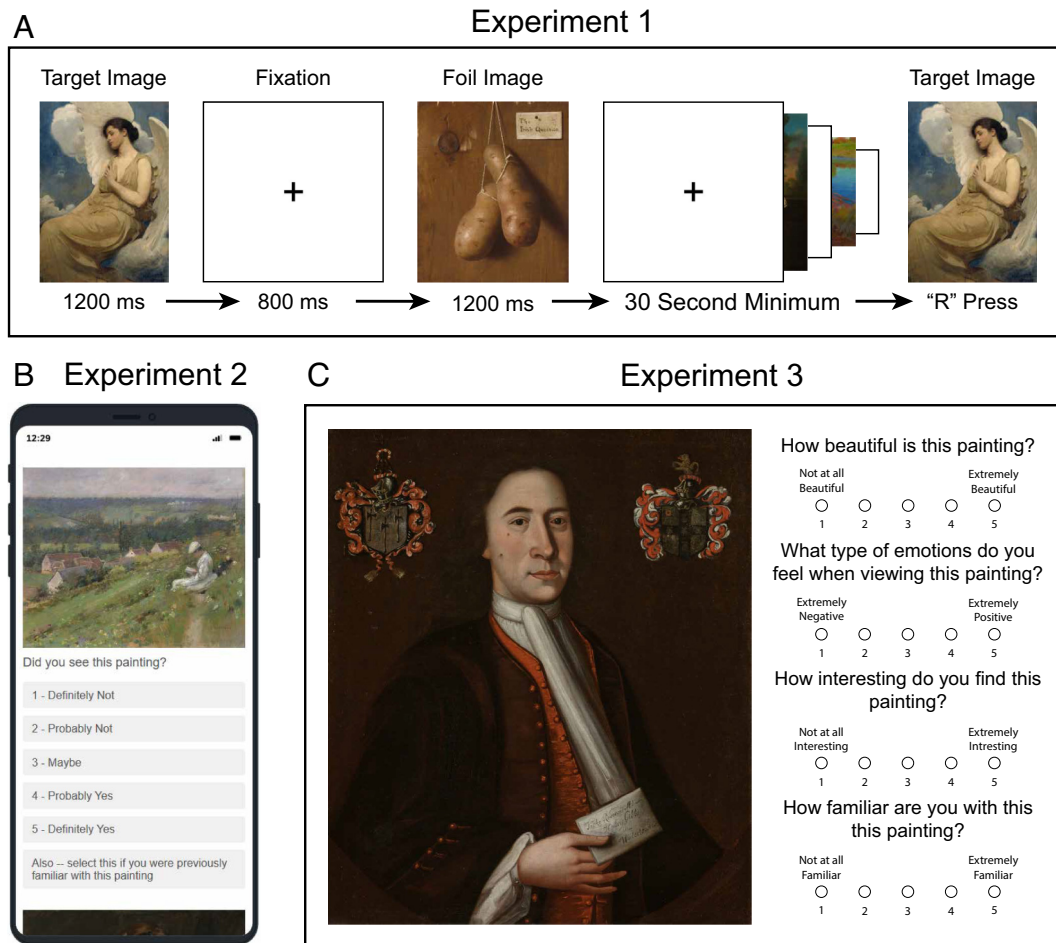 A
Experiment 1
Target Image
Fixation
Foil Image
Target Image
+
The
Irish Question
+
1200 ms
800 ms
1200 ms
30 Second Minimum
“R” Press
B Experiment 2
12:29
Did you see this painting?
1 - Definitely Not
2 - Probably Not
3 - Maybe
4 - Probably Yes
5 - Definitely Yes
Also -- select this if you were previously
familiar with this painting
C
Experiment 3
How beautiful is this painting?
Not at all Extremely
Beautiful Beautiful
1 2 3 4 5
What type of emotions do you
feel when viewing this painting?
Extremely Extremely
Negative Positive
1 2 3 4 5
How interesting do you find this
painting?
Not at all Extremely
Interesting Intresting
1 2 3 4 5
How familiar are you with this
this painting?
Not at all Extremely
Familiar Familiar
1 2 3 4 5